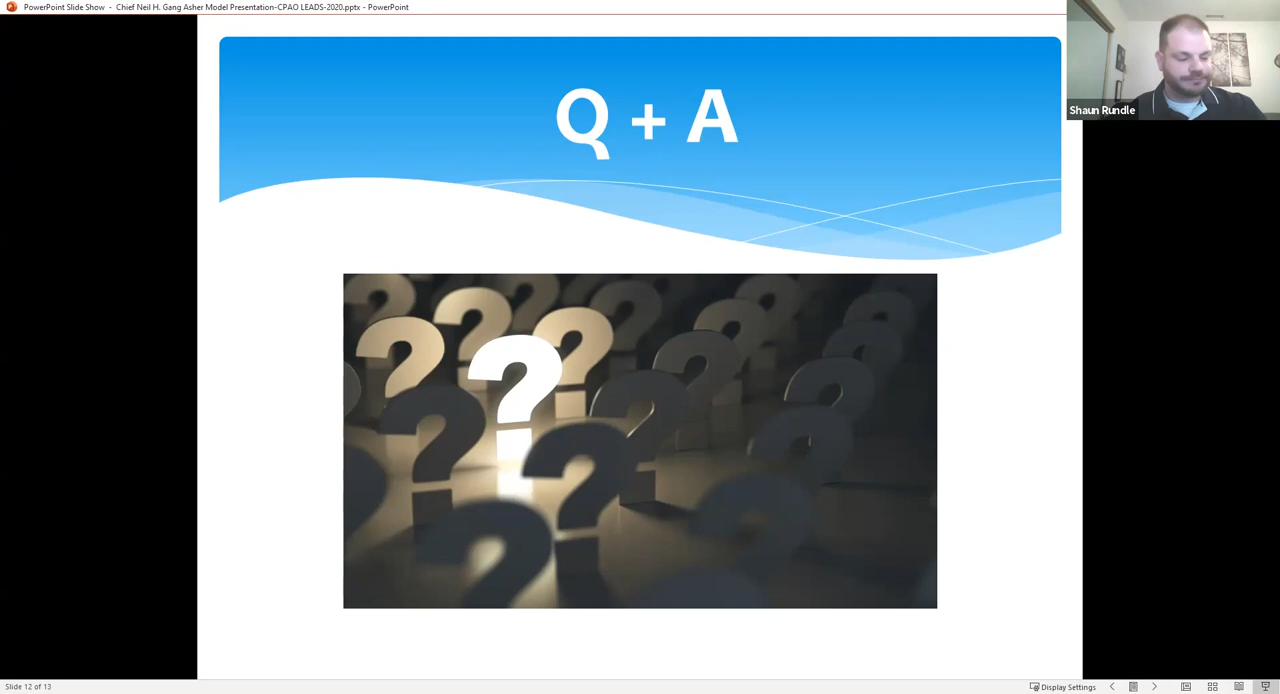 PowerPoint Slide Show - Chief Neil H. Gang Asher Model Presentation-CPAO LEADS-2020.pptx - PowerPoint
Shaun Rundle
Q + A
Slide 12 of 13
Display Settings